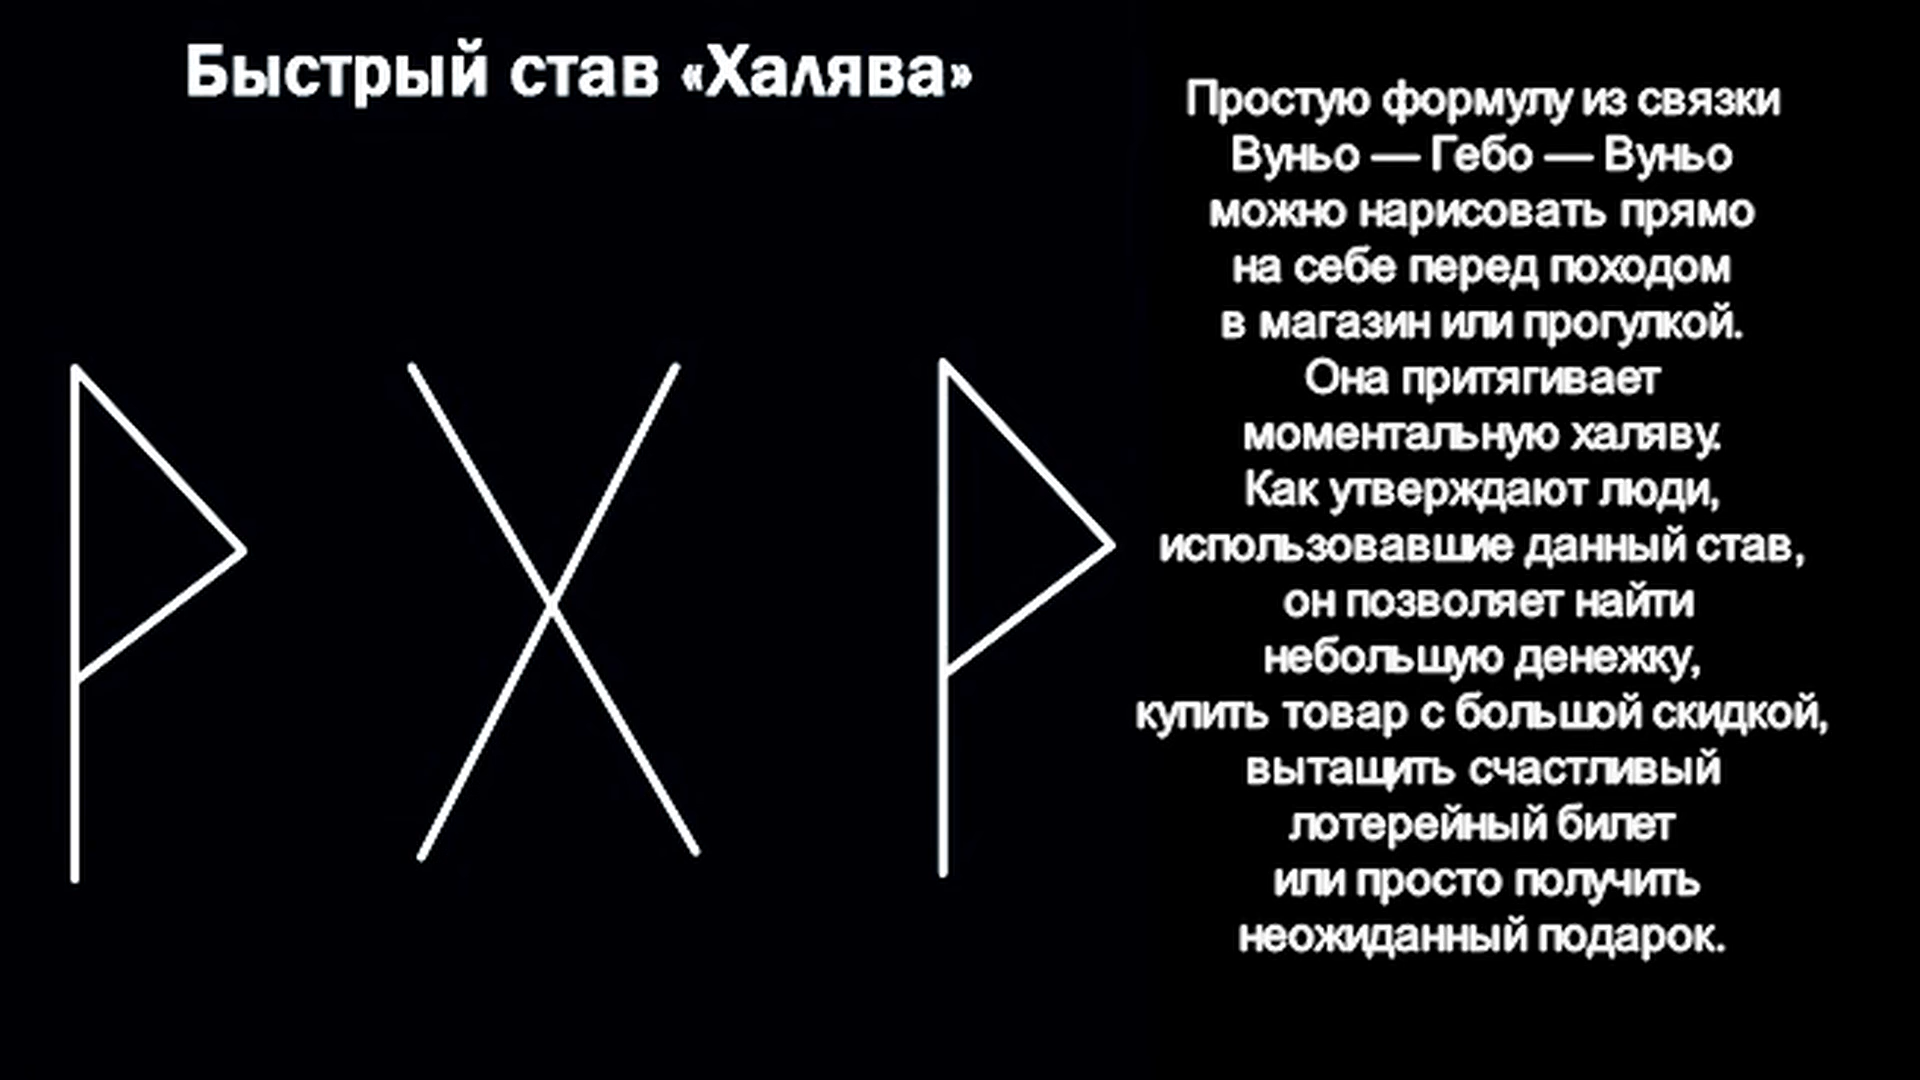 Быстрый став «Халява»
Простую формулу из связки
Вуньо — Гебо — Вуньо
можно нарисовать прямо
на себе перед походом
в магазин или прогулкой.
Она притягивает
моментальную халяву.
Как утверждают люди,
использовавшие данный став,
он позволяет найти
небольшую денежку,
купить товар с большой скидкой,
вытащить счастливый
лотерейный билет
или просто получить
неожиданный подарок.